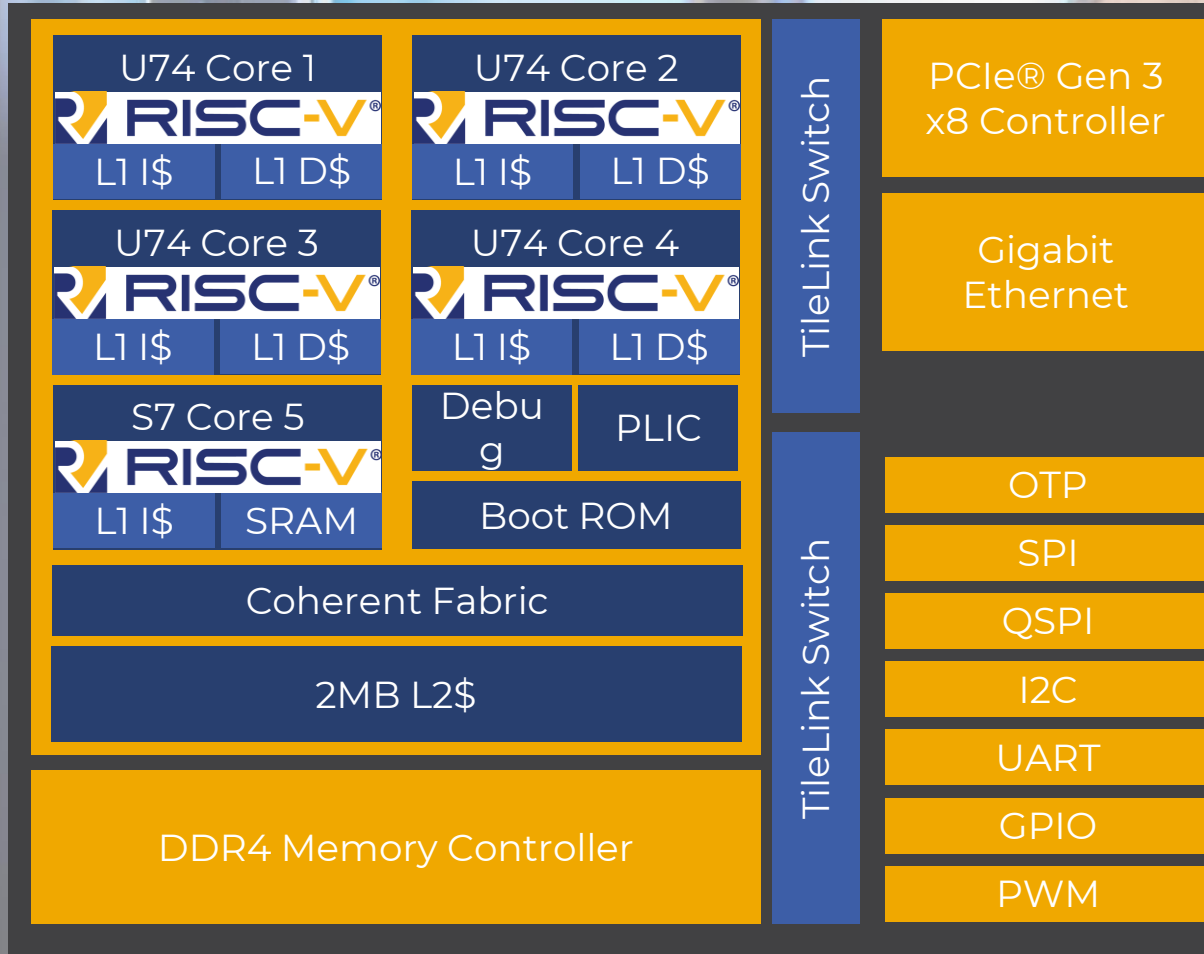 U74 Core 1
RISC-V®
L1 I$
L1 D$
U74 Core 2
RISC-V®
L1 I$
L1 D$
U74 Core 3
RISC-V®
L1 I$
L1 D$
U74 Core 4
RISC-V®
L1 I$
L1 D$
S7 Core 5
RISC-V®
L1 I$
SRAM
Debu
g
PLIC
Boot ROM
Coherent Fabric
2MB L2$
DDR4 Memory Controller
TileLink Switch
TileLink Switch
PCIe® Gen 3
x8 Controller
Gigabit
Ethernet
OTP
SPI
QSPI
I2C
UART
GPIO
PWM